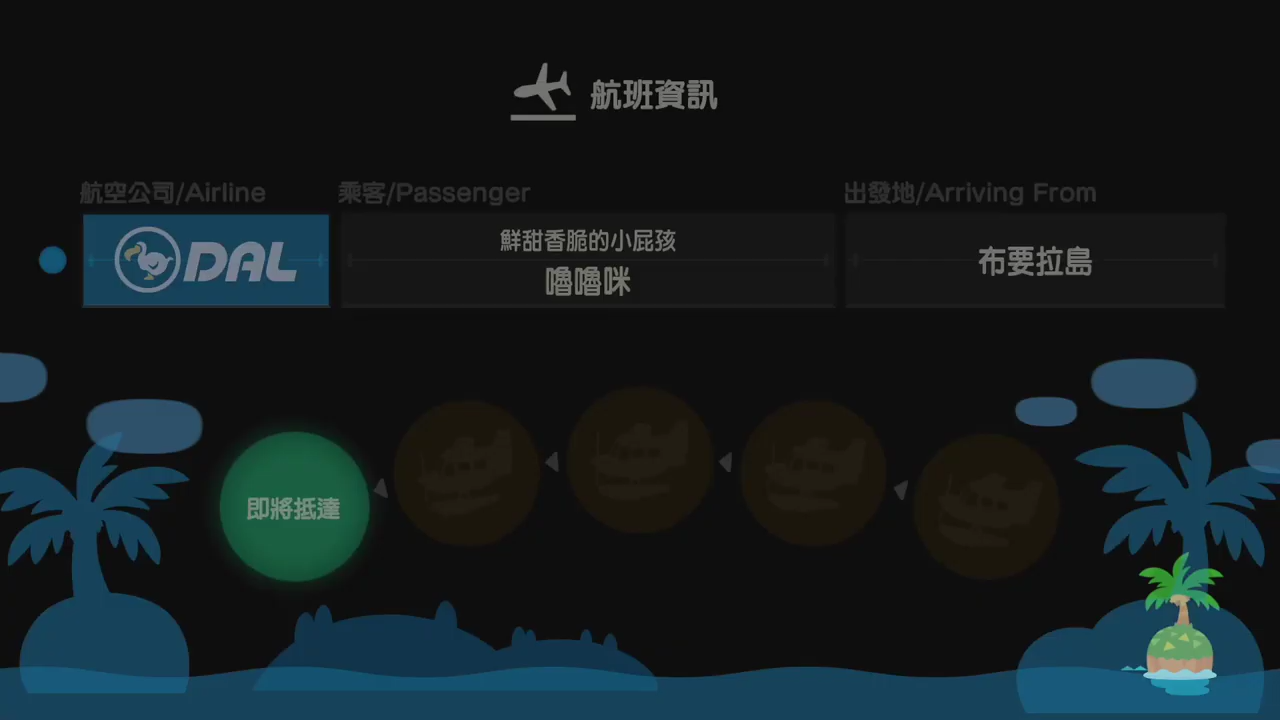 航班資訊
航空公司/Airline
乘客/Passenger
出發地/Arriving From
DAL
鮮甜香脆的小屁孩
嚕嚕咪
布要拉島
即將抵達